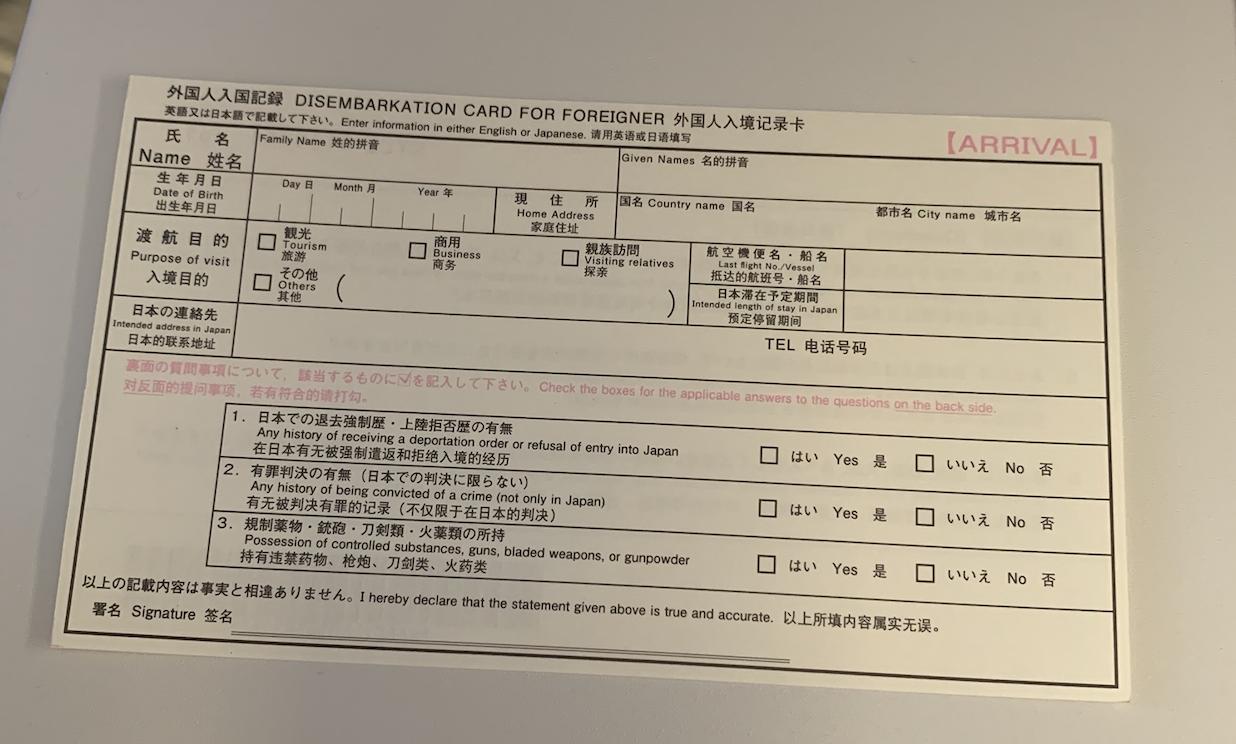 外国人入国記録 DISEMBARKATION CARD FOR FOREIGNER 外国人入境记录卡
英語又は日本語で記載して下さい。Enter information in either English or Japanese. 请用英语或日语填写
【ARRIVAL】
氏 名
Name 姓名
Family Name 姓的拼音
Given Names 名的拼音
生年月日
Date of Birth
出生年月日
Day 日 Month 月 Year 年
現 住 所
Home Address
家庭住址
国名 Country name 国名
都市名 City name 城市名
渡航目的
Purpose of visit
入境目的
観光
Tourism
旅游
商用
Business
商务
親族訪問
Visiting relatives
探亲
その他
Others
其他
( )
航空機便名・船名
Last flight No./Vessel
抵达的航班号・船名
日本滞在予定期間
Intended length of stay in Japan
预定停留期间
日本の連絡先
Intended address in Japan
日本的联系地址
TEL 电话号码
裏面の質問事項について、該当するものに☑を記入して下さい。Check the boxes for the applicable answers to the questions on the back side.
对反面的提问事项，若有符合的请打勾。
1. 日本での退去強制歴・上陸拒否歴の有無
Any history of receiving a deportation order or refusal of entry into Japan
在日本有无被强制遣返和拒绝入境的经历
□ はい Yes 是 □ いいえ No 否
2. 有罪判決の有無（日本での判決に限らない）
Any history of being convicted of a crime (not only in Japan)
有无被判决有罪的记录（不仅限于在日本的判决）
□ はい Yes 是 □ いいえ No 否
3. 規制薬物・銃砲・刀剣類・火薬類の所持
Possession of controlled substances, guns, bladed weapons, or gunpowder
持有违禁药物、枪炮、刀剑类、火药类
□ はい Yes 是 □ いいえ No 否
以上の記載内容は事実と相違ありません。I hereby declare that the statement given above is true and accurate. 以上所填内容属实无误。
署名 Signature 签名